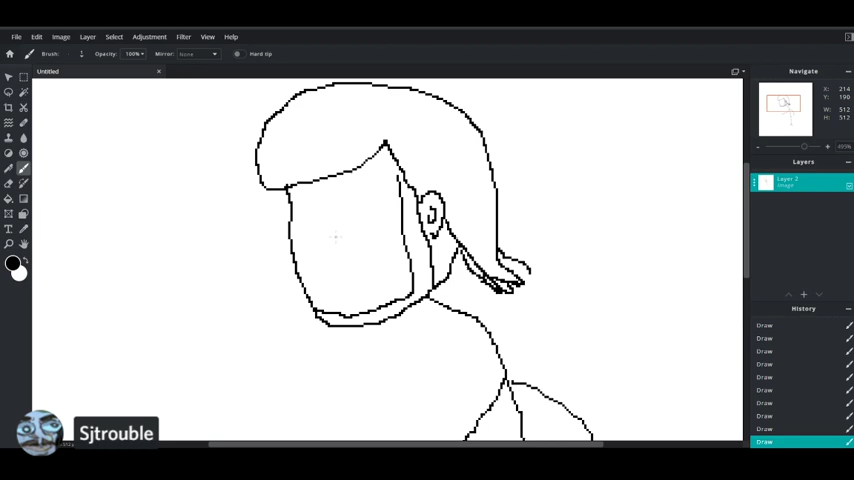 File Edit Image Layer Select Adjustment Filter View Help
Brush: 1 Opacity: 100% Mirror: None Hard tip
Untitled
Navigate
X: 214
Y: 190
W: 512
H: 512
Layers
Layer 2
Image
History
Draw
Draw
Draw
Draw
Draw
Draw
Draw
Draw
Draw
Draw
Sjtrouble